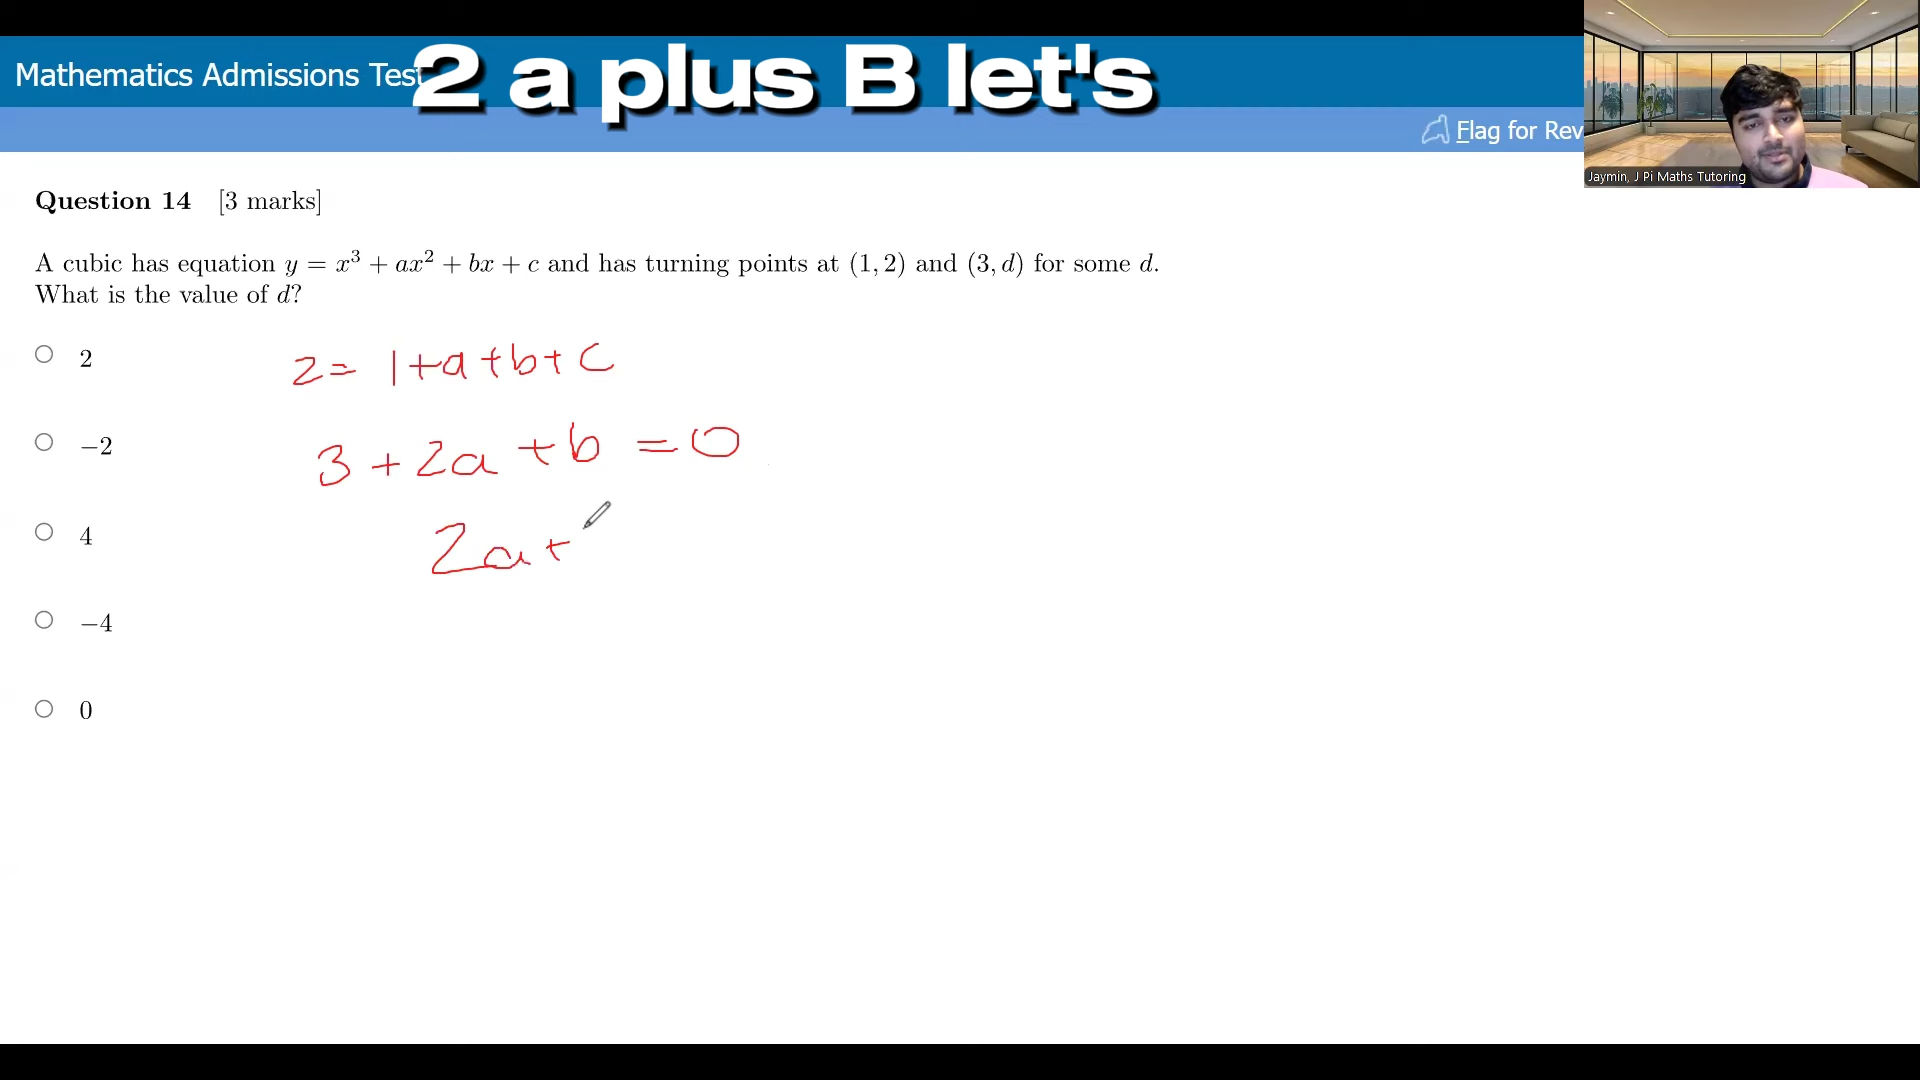 Mathematics Admissions Test
2 a plus B let's
Flag for Rev
Jaymin, J Pi Maths Tutoring
Question 14 [3 marks]
A cubic has equation y = x³ + ax² + bx + c and has turning points at (1, 2) and (3, d) for some d.
What is the value of d?
2
2 = 1 + a + b + c
−2
3 + 2a + b = 0
4
2a +
−4
0